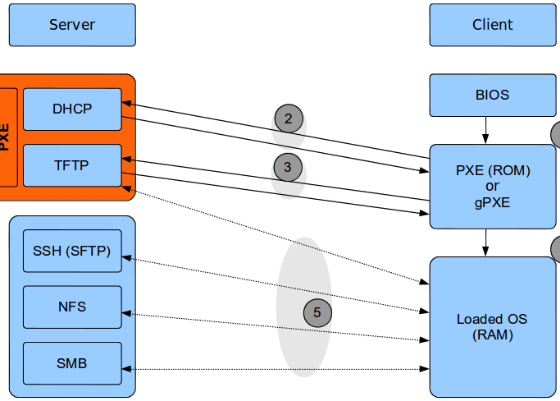 Server
Client
PXE
DHCP
TFTP
BIOS
2
3
PXE (ROM)
or
gPXE
SSH (SFTP)
NFS
SMB
5
Loaded OS
(RAM)